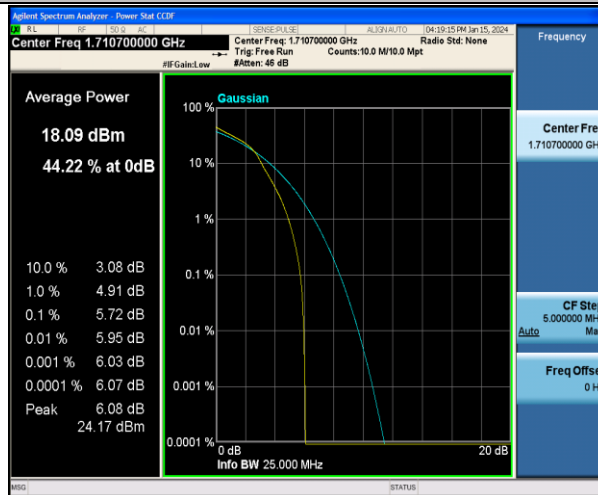 Agilent Spectrum Analyzer - Power Stat CCDF
RL RF 50 Ω AC SENSE:PULSE ALIGN AUTO 04:19:15 PM Jan 15, 2024
Center Freq 1.710700000 GHz
Center Freq: 1.710700000 GHz Radio Std: None
Trig: Free Run Counts:10.0 M/10.0 Mpt
#IFGain:Low #Atten: 46 dB
Frequency
Average Power
18.09 dBm
44.22 % at 0dB
10.0 % 3.08 dB
1.0 % 4.91 dB
0.1 % 5.72 dB
0.01 % 5.95 dB
0.001 % 6.03 dB
0.0001 % 6.07 dB
Peak 6.08 dB
24.17 dBm
Gaussian
100 %
10 %
1 %
0.1 %
0.01 %
0.001 %
0.0001 %
0 dB 20 dB
Info BW 25.000 MHz
Center Fre
1.710700000 GH
CF Ste
5.000000 MH
Auto Ma
Freq Offse
0 H
MSG STATUS